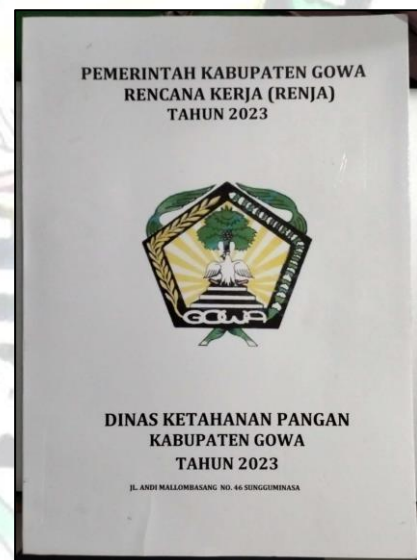 PEMERINTAH KABUPATEN GOWA
RENCANA KERJA (RENJA)
TAHUN 2023
GOWA
DINAS KETAHANAN PANGAN
KABUPATEN GOWA
TAHUN 2023
JL. ANDI MALLOMBASANG NO. 46 SUNGGUMINASA